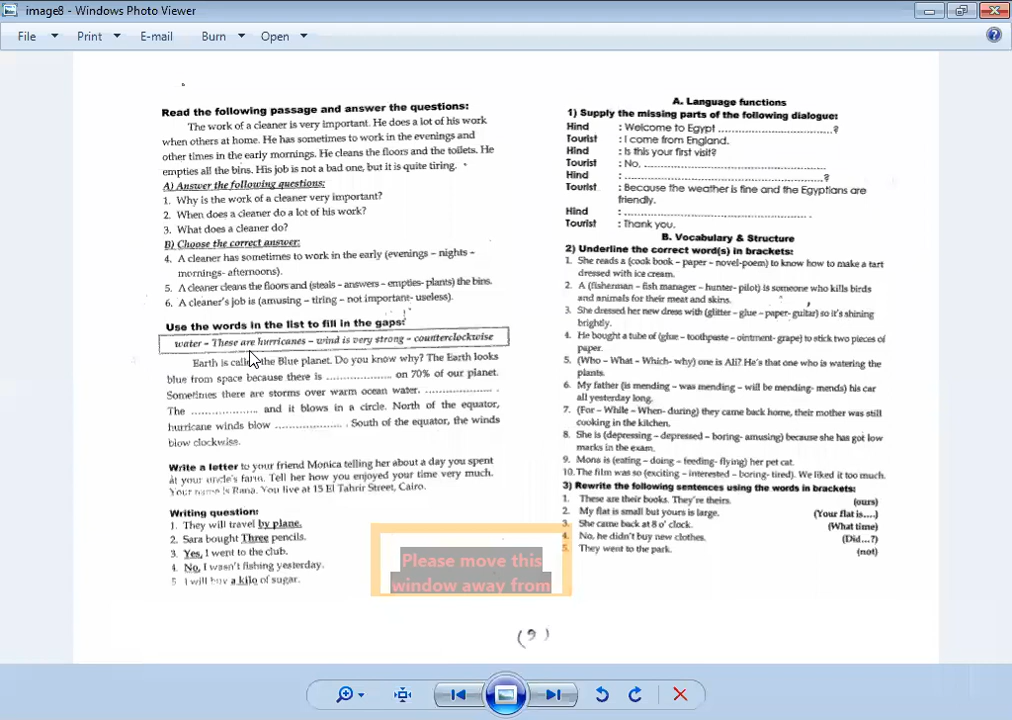 image8 - Windows Photo Viewer
File Print E-mail Burn Open
Read the following passage and answer the questions:
The work of a cleaner is very important. He does a lot of his work
when others at home. He has sometimes to work in the evenings and
other times in the early mornings. He cleans the floors and the toilets. He
empties all the bins. His job is not a bad one, but it is quite tiring.
A) Answer the following questions:
1. Why is the work of a cleaner very important?
2. When does a cleaner do a lot of his work?
3. What does a cleaner do?
B) Choose the correct answer:
4. A cleaner has sometimes to work in the early (evenings – nights –
mornings- afternoons).
5. A cleaner cleans the floors and (steals – answers – empties- plants) the bins.
6. A cleaner's job is (amusing – tiring – not important- useless).
Use the words in the list to fill in the gaps:
water – These are hurricanes – wind is very strong – counterclockwise
Earth is called the Blue planet. Do you know why? The Earth looks
blue from space because there is .................... on 70% of our planet.
Sometimes there are storms over warm ocean water. ....................
The .................... and it blows in a circle. North of the equator,
hurricane winds blow .................... . South of the equator, the winds
blow clockwise.
Write a letter to your friend Monica telling her about a day you spent
at your uncle's farm. Tell her how you enjoyed your time very much.
Your name is Rana. You live at 15 El Tahrir Street, Cairo.
Writing question:
1. They will travel by plane.
2. Sara bought Three pencils.
3. Yes, I went to the club.
4. No, I wasn't fishing yesterday.
5 I will buy a kilo of sugar.
A. Language functions
1) Supply the missing parts of the following dialogue:
Hind : Welcome to Egypt ..............................?
Tourist : I come from England.
Hind : Is this your first visit?
Tourist : No. ..................................................
Hind : ..................................................?
Tourist : Because the weather is fine and the Egyptians are
friendly.
Hind : ..................................................
Tourist : Thank you.
B. Vocabulary & Structure
2) Underline the correct word(s) in brackets:
1. She reads a (cook book – paper – novel-poem) to know how to make a tart
dressed with ice cream.
2. A (fisherman – fish manager – hunter- pilot) is someone who kills birds
and animals for their meat and skins.
3. She dressed her new dress with (glitter – glue – paper- guitar) so it's shining
brightly.
4. He bought a tube of (glue – toothpaste – ointment- grape) to stick two pieces of
paper.
5. (Who – What – Which- why) one is Ali? He's that one who is watering the
plants.
6. My father (is mending – was mending – will be mending- mends) his car
all yesterday long.
7. (For – While – When- during) they came back home, their mother was still
cooking in the kitchen.
8. She is (depressing – depressed – boring- amusing) because she has got low
marks in the exam.
9. Mona is (eating – doing – feeding- flying) her pet cat.
10. The film was so (exciting – interested – boring- tired). We liked it too much.
3) Rewrite the following sentences using the words in brackets:
1. These are their books. They're theirs. (ours)
2. My flat is small but yours is large. (Your flat is....)
3. She came back at 8 o' clock. (What time)
4. No, he didn't buy new clothes. (Did...?)
5. They went to the park. (not)
Please move this
window away from
(9)